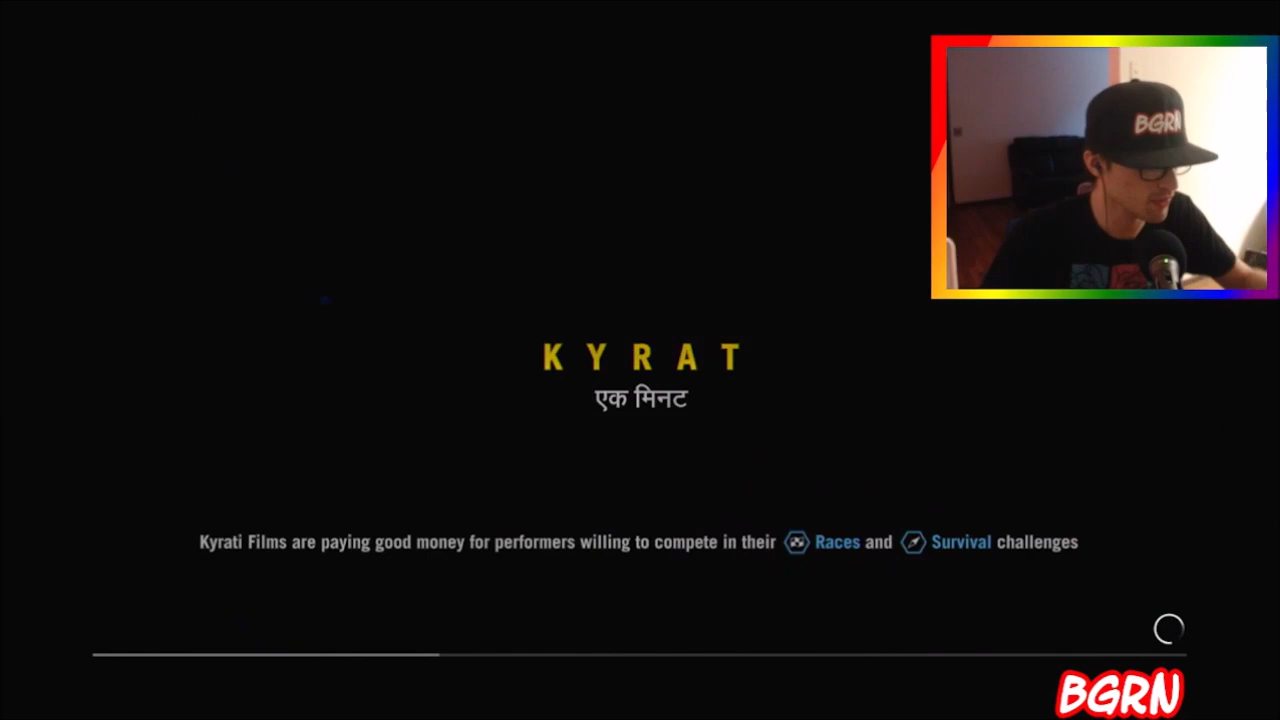 BGRN
KYRAT
एक मिनट
Kyrati Films are paying good money for performers willing to compete in their Races and Survival challenges
BGRN